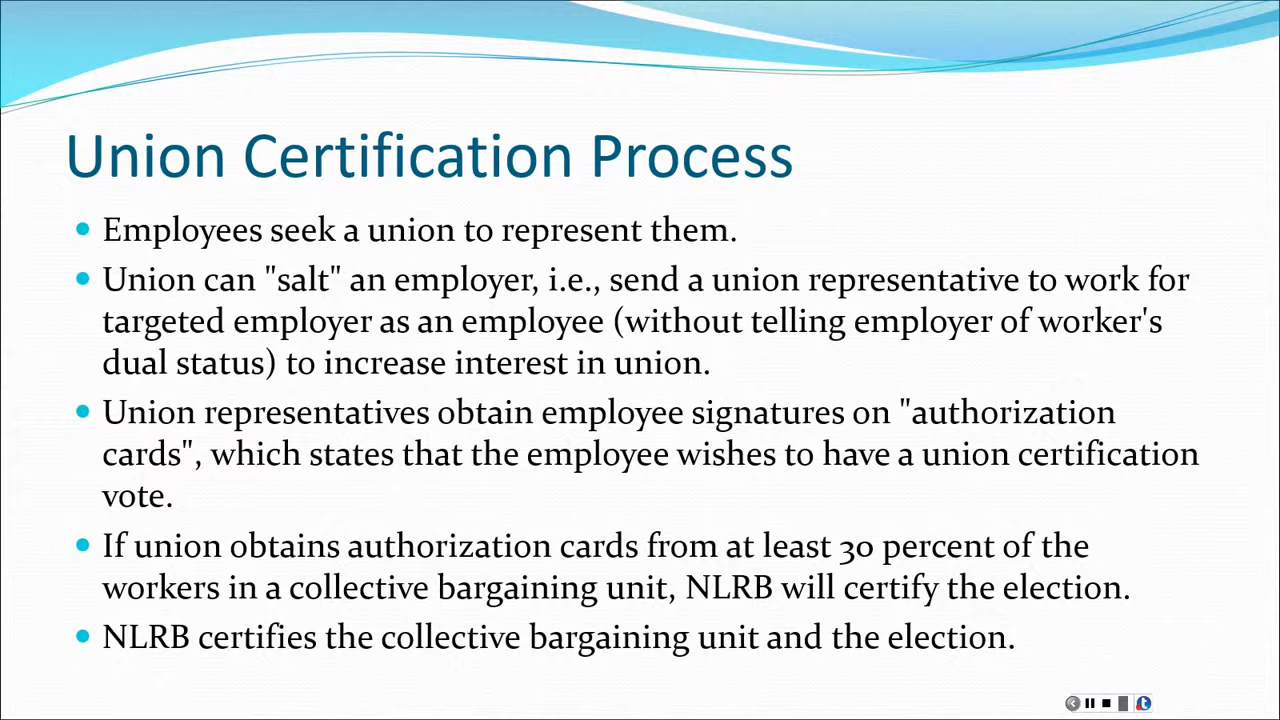 Union Certification Process
Employees seek a union to represent them.
Union can "salt" an employer, i.e., send a union representative to work for
targeted employer as an employee (without telling employer of worker's
dual status) to increase interest in union.
Union representatives obtain employee signatures on "authorization
cards", which states that the employee wishes to have a union certification
vote.
If union obtains authorization cards from at least 30 percent of the
workers in a collective bargaining unit, NLRB will certify the election.
NLRB certifies the collective bargaining unit and the election.
t